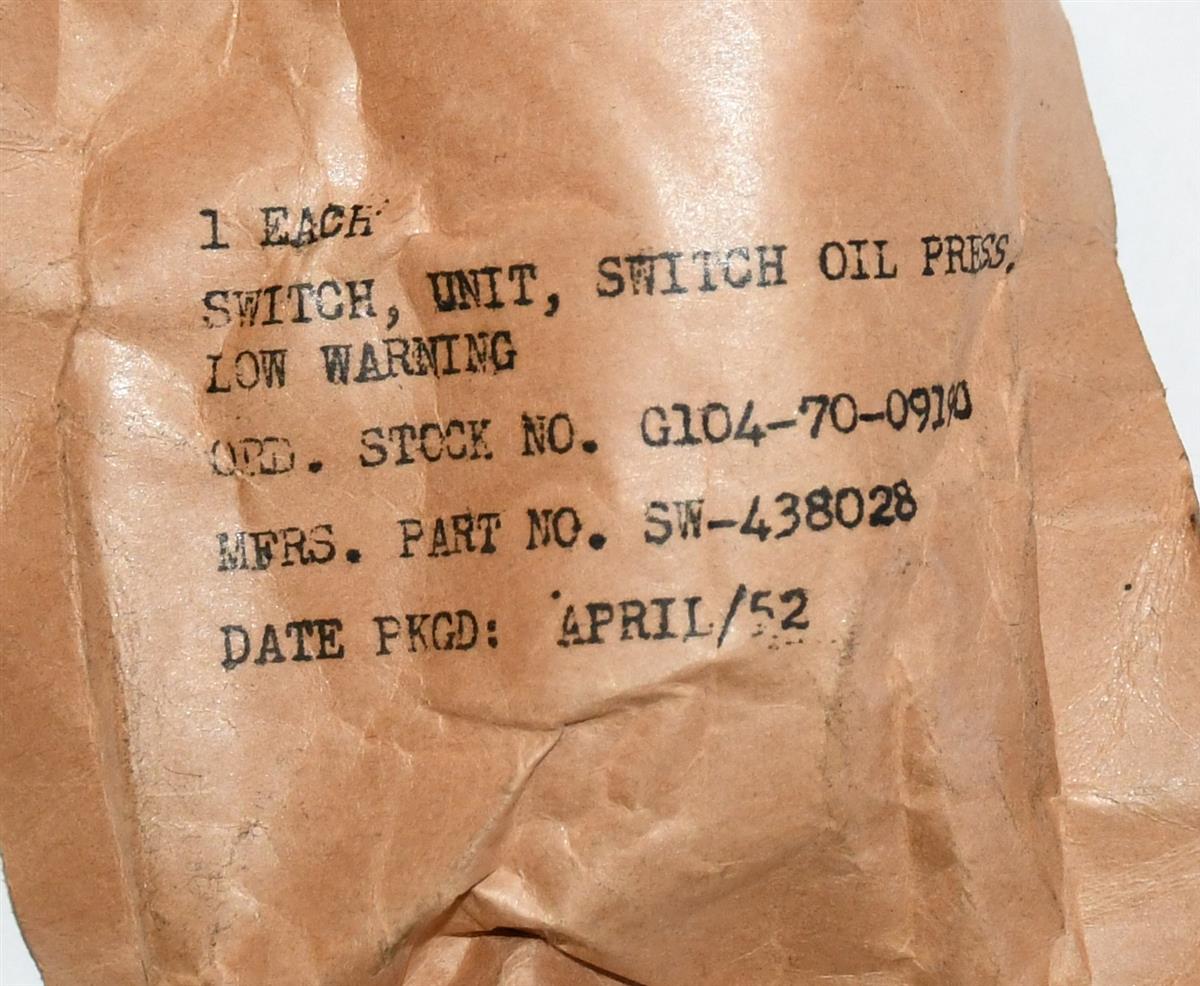 1 EACH
SWITCH, UNIT, SWITCH OIL PRESS.
LOW WARNING
ORD. STOCK NO. G104-70-09190
MFRS. PART NO. SW-438028
DATE PKGD: APRIL/52